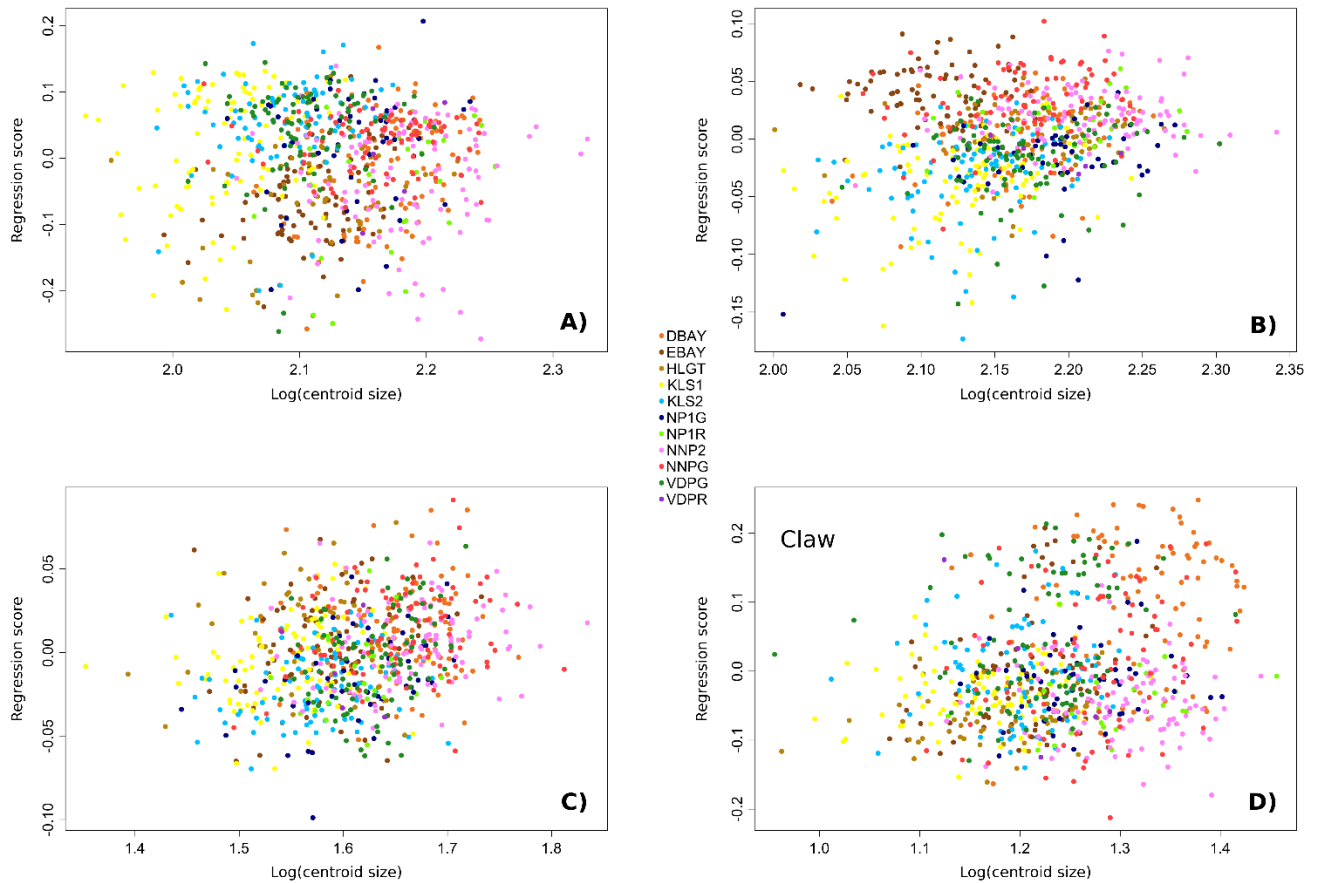 0.2
0.1
0.0
-0.1
-0.2
Regression score
A)
2.0
2.1
2.2
2.3
Log(centroid size)
0.10
0.05
0.00
-0.05
-0.10
-0.15
Regression score
B)
2.00
2.05
2.10
2.15
2.20
2.25
2.30
2.35
Log(centroid size)
DBAY
EBAY
HLGT
KLS1
KLS2
NP1G
NP1R
NNP2
NNPG
VDPG
VDPR
0.05
0.00
-0.05
-0.10
Regression score
C)
1.4
1.5
1.6
1.7
1.8
Log(centroid size)
Claw
0.2
0.1
0.0
-0.1
-0.2
Regression score
D)
1.0
1.1
1.2
1.3
1.4
Log(centroid size)